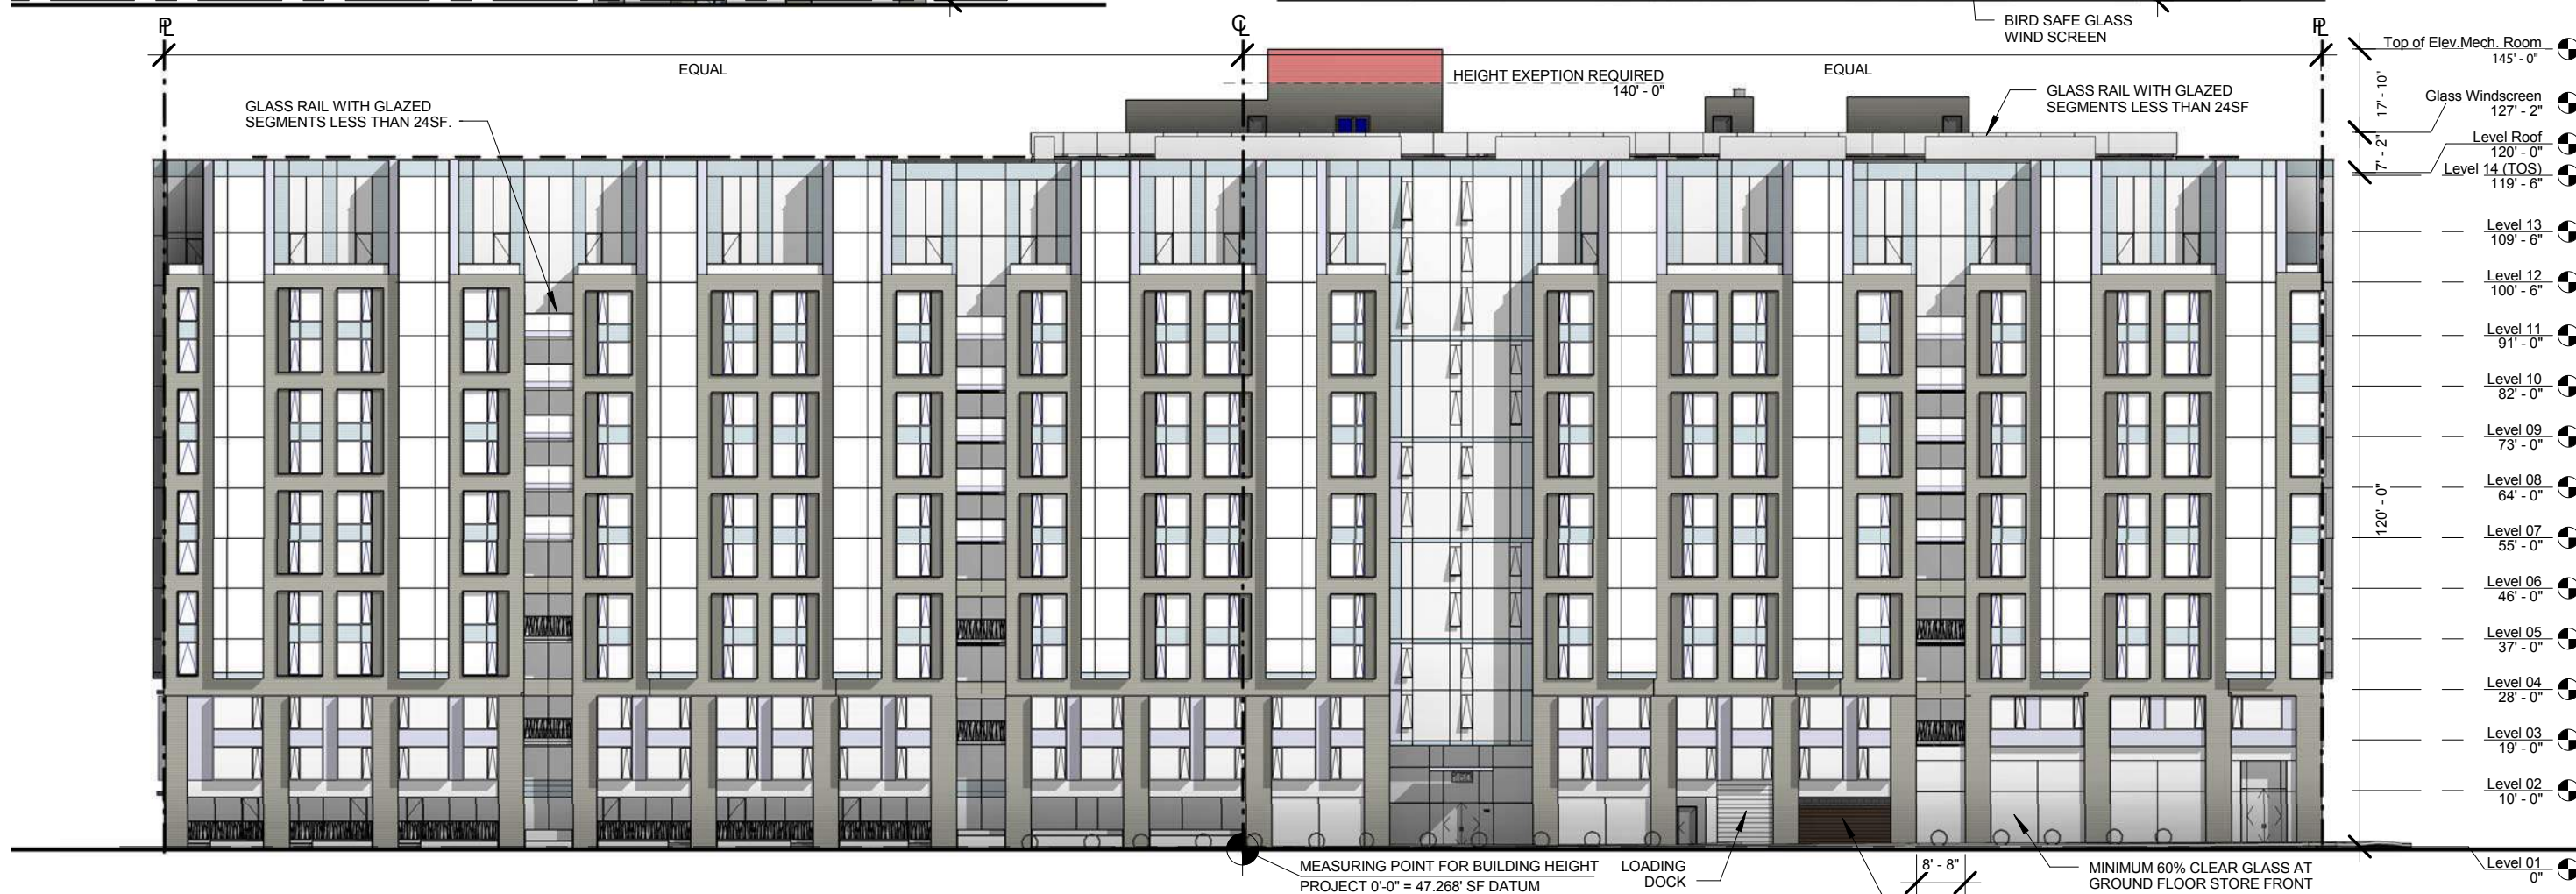 BIRD SAFE GLASS
WIND SCREEN
PL
CL
PL
EQUAL
EQUAL
HEIGHT EXEPTION REQUIRED
140' - 0"
GLASS RAIL WITH GLAZED
SEGMENTS LESS THAN 24SF.
GLASS RAIL WITH GLAZED
SEGMENTS LESS THAN 24SF
Top of Elev.Mech. Room
145' - 0"
17' - 10"
Glass Windscreen
127' - 2"
Level Roof
120' - 0"
7' - 2"
Level 14 (TOS)
119' - 6"
Level 13
109' - 6"
Level 12
100' - 6"
Level 11
91' - 0"
Level 10
82' - 0"
Level 09
73' - 0"
Level 08
64' - 0"
120' - 0"
Level 07
55' - 0"
Level 06
46' - 0"
Level 05
37' - 0"
Level 04
28' - 0"
Level 03
19' - 0"
Level 02
10' - 0"
Level 01
0"
MEASURING POINT FOR BUILDING HEIGHT
PROJECT 0'-0" = 47.268' SF DATUM
LOADING
DOCK
8' - 8"
MINIMUM 60% CLEAR GLASS AT
GROUND FLOOR STORE FRONT